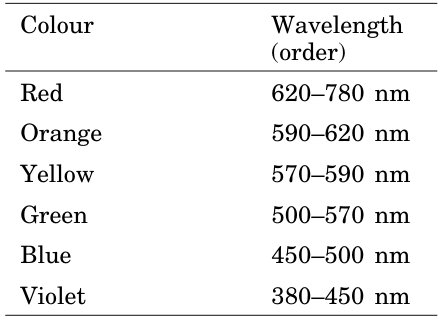 Colour Wavelength
(order)
Red 620–780 nm
Orange 590–620 nm
Yellow 570–590 nm
Green 500–570 nm
Blue 450–500 nm
Violet 380–450 nm